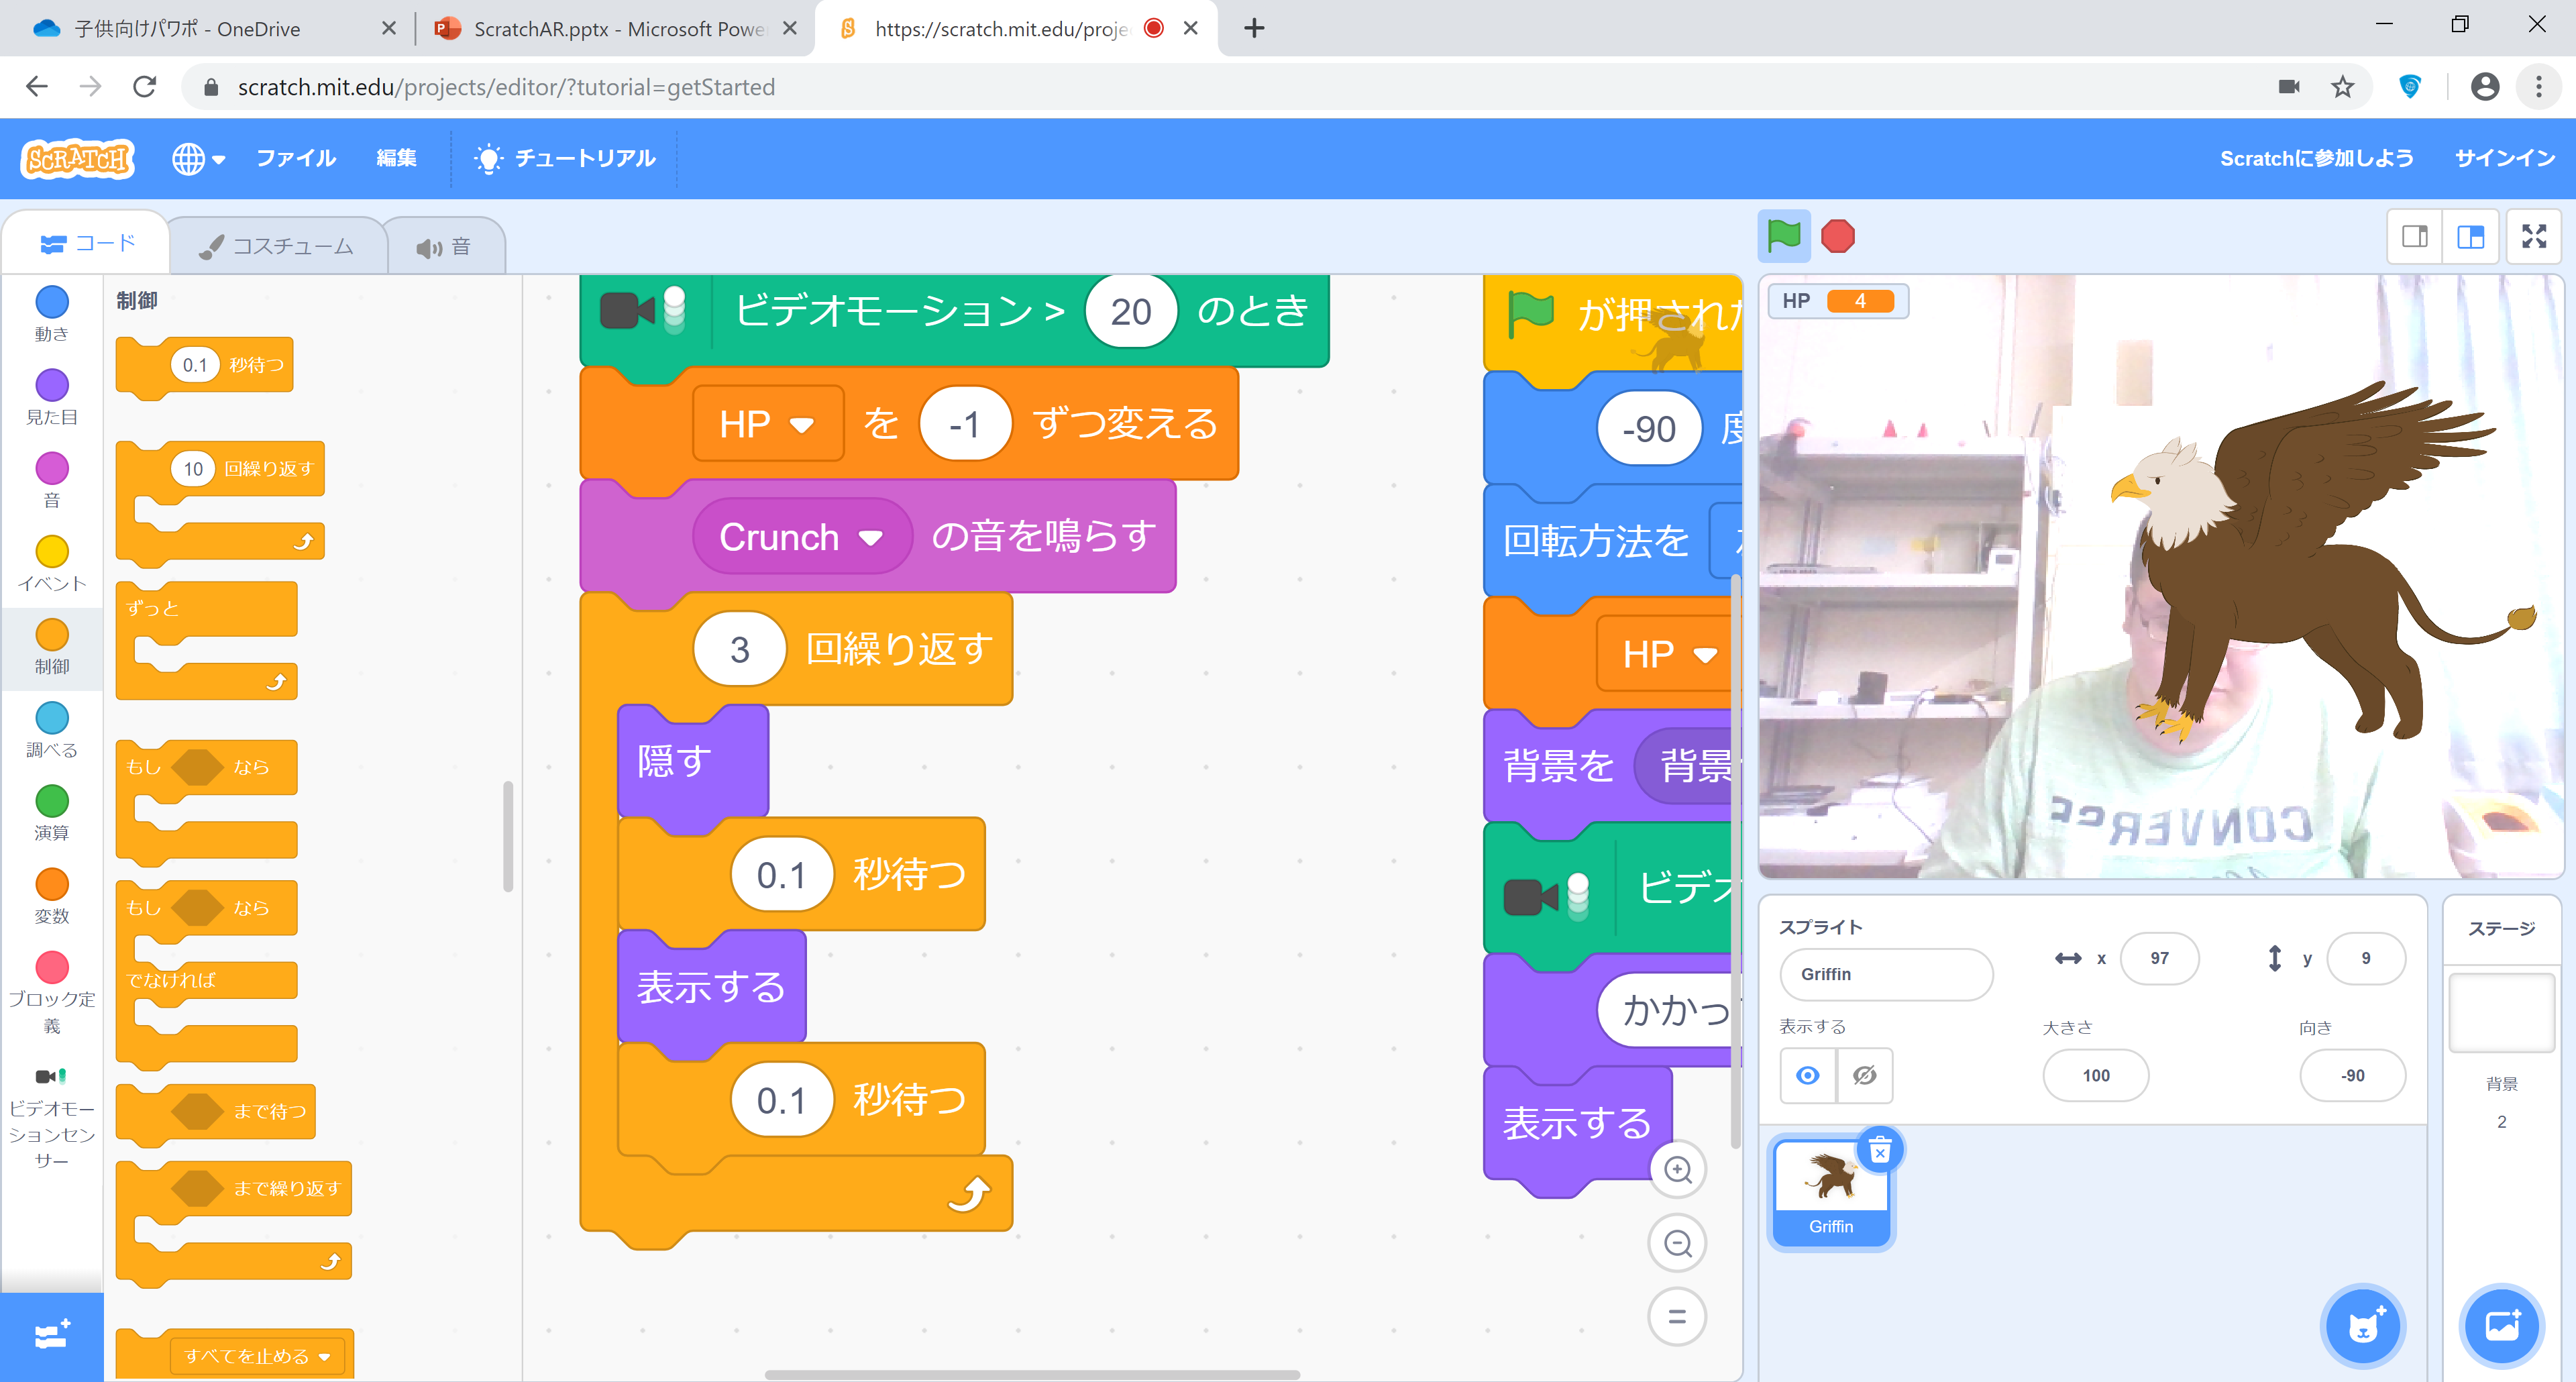 子供向けパワポ - OneDrive
ScratchAR.pptx - Microsoft Powe
https://scratch.mit.edu/proje
scratch.mit.edu/projects/editor/?tutorial=getStarted
SCRATCH
ファイル
編集
チュートリアル
Scratchに参加しよう
サインイン
コード
コスチューム
音
動き
見た目
音
イベント
制御
調べる
演算
変数
ブロック定
義
ビデオモー
ションセン
サー
制御
0.1 秒待つ
10 回繰り返す
ずっと
もし なら
もし なら
でなければ
まで待つ
まで繰り返す
すべてを止める
ビデオモーション > 20 のとき
HP を -1 ずつ変える
Crunch の音を鳴らす
3 回繰り返す
隠す
0.1 秒待つ
表示する
0.1 秒待つ
が押された
-90 度
回転方法を
HP
背景を 背景
ビデオ
かかっ
表示する
HP 4
CONVERSE
スプライト
Griffin
x 97
y 9
表示する
大きさ
100
向き
-90
Griffin
ステージ
背景
2